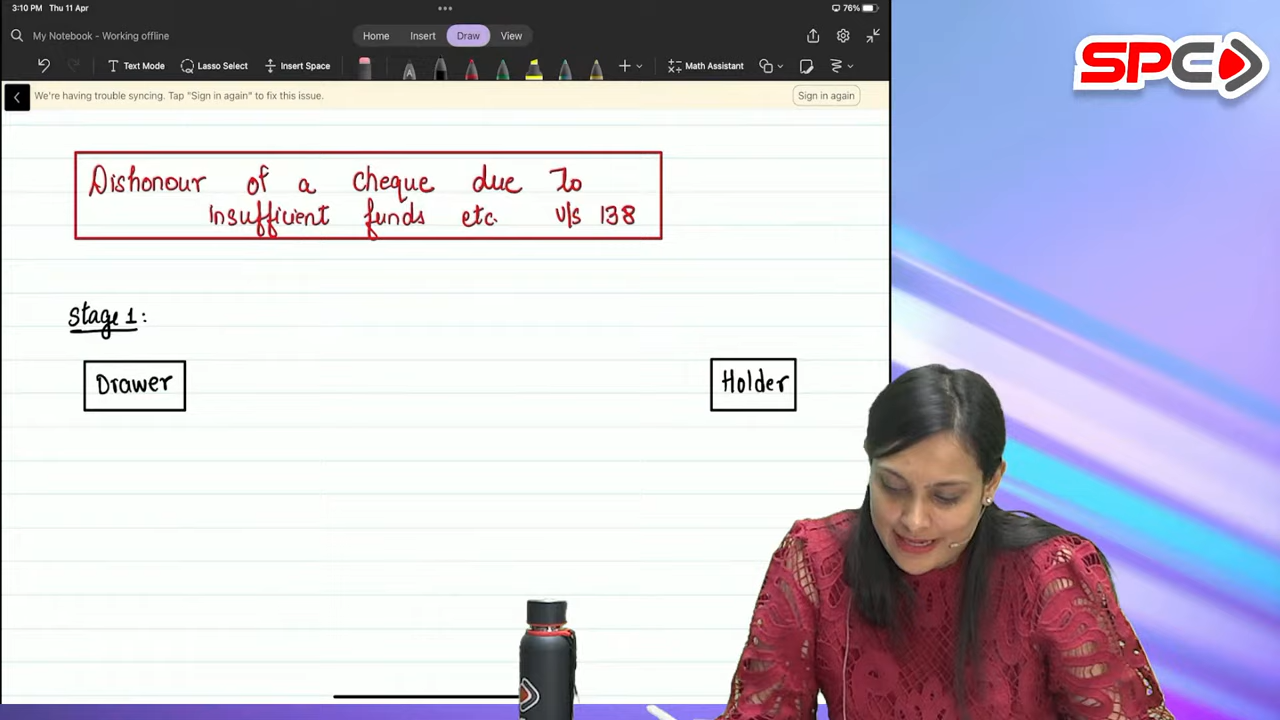 3:10 PM Thu 11 Apr
76%
My Notebook - Working offline
Home Insert Draw View
Text Mode Lasso Select Insert Space Math Assistant
We're having trouble syncing. Tap "Sign in again" to fix this issue.
Sign in again
SPC
Dishonour of a cheque due To
insufficient funds etc. v/s 138
Stage 1:
Drawer
Holder